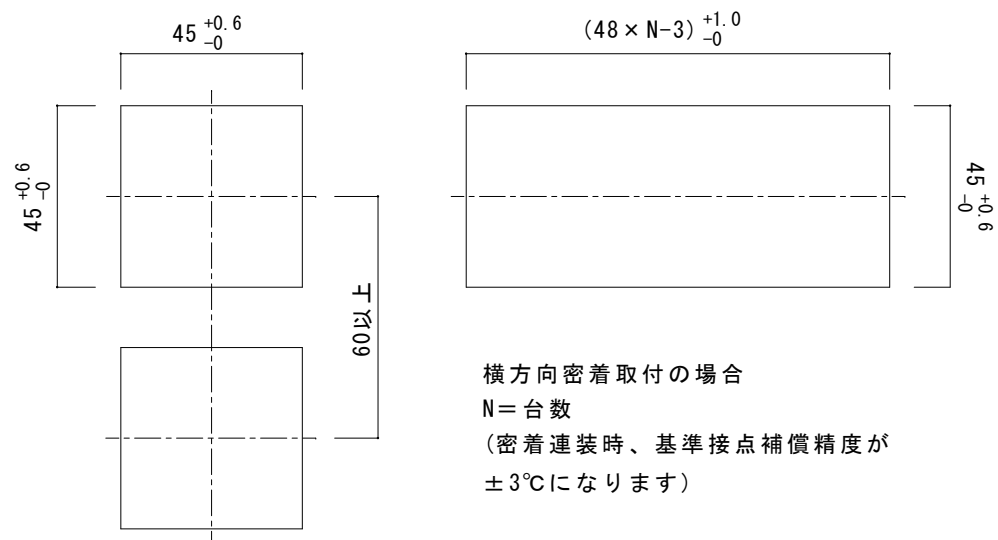 45 +0.6 -0
(48×N-3) +1.0 -0
45 +0.6 -0
45 +0.6 -0
60以上
横方向密着取付の場合
N=台数
(密着連装時、基準接点補償精度が
±3℃になります)